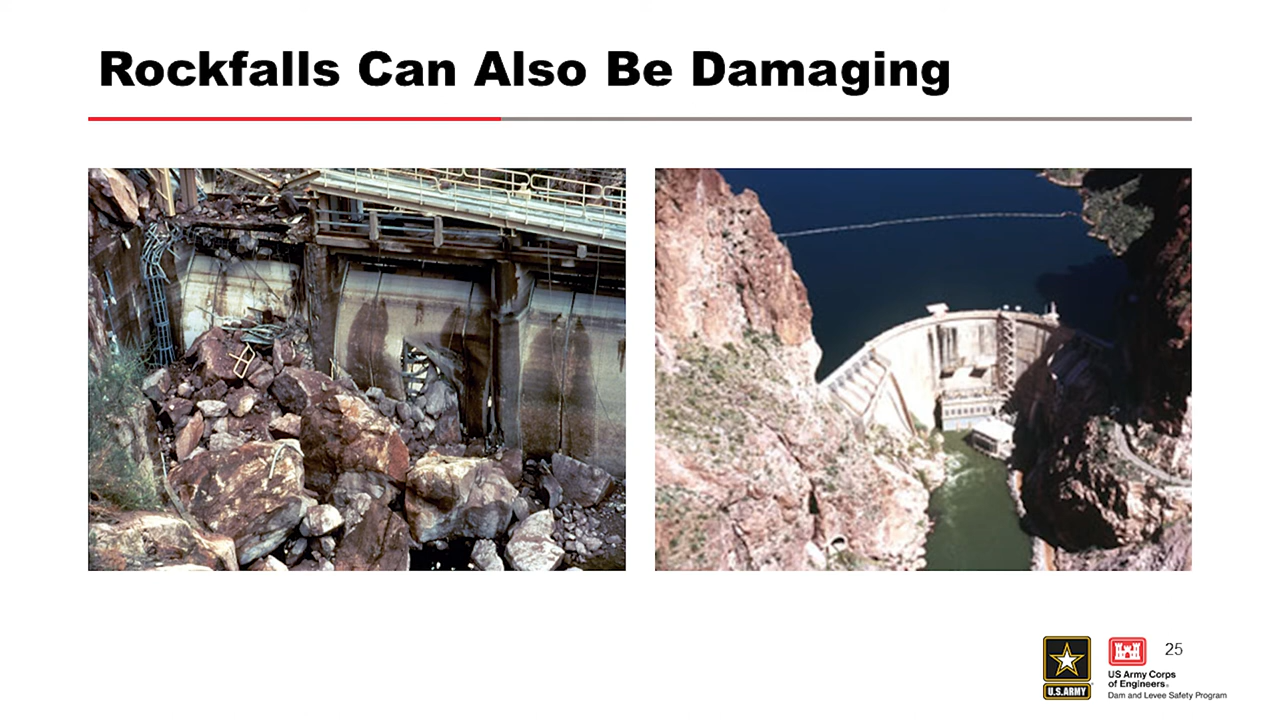 Rockfalls Can Also Be Damaging
U.S.ARMY
US Army Corps
of Engineers®
Dam and Levee Safety Program
25